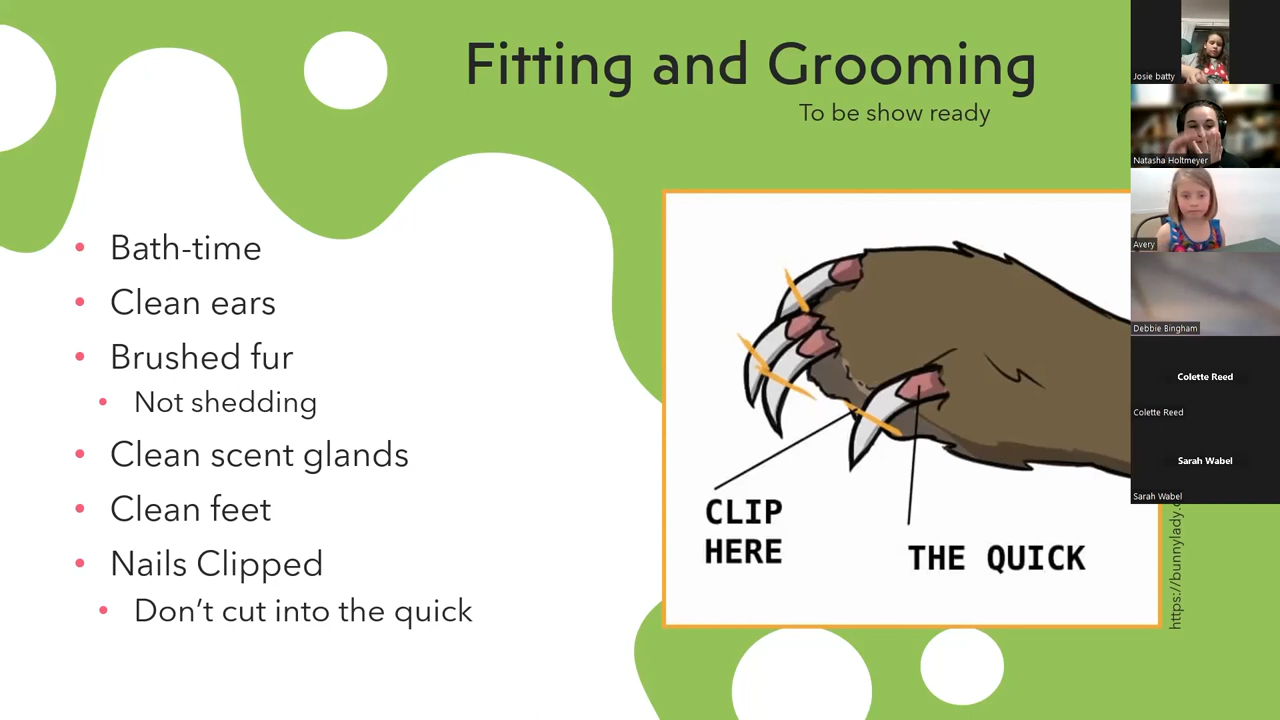 Fitting and Grooming
To be show ready
• Bath-time
• Clean ears
• Brushed fur
• Not shedding
• Clean scent glands
• Clean feet
• Nails Clipped
• Don’t cut into the quick
CLIP
HERE
THE QUICK
https://bunnylady.
Josie batty
Natasha Holtmeyer
Avery
Debbie Bingham
Colette Reed
Colette Reed
Sarah Wabel
Sarah Wabel